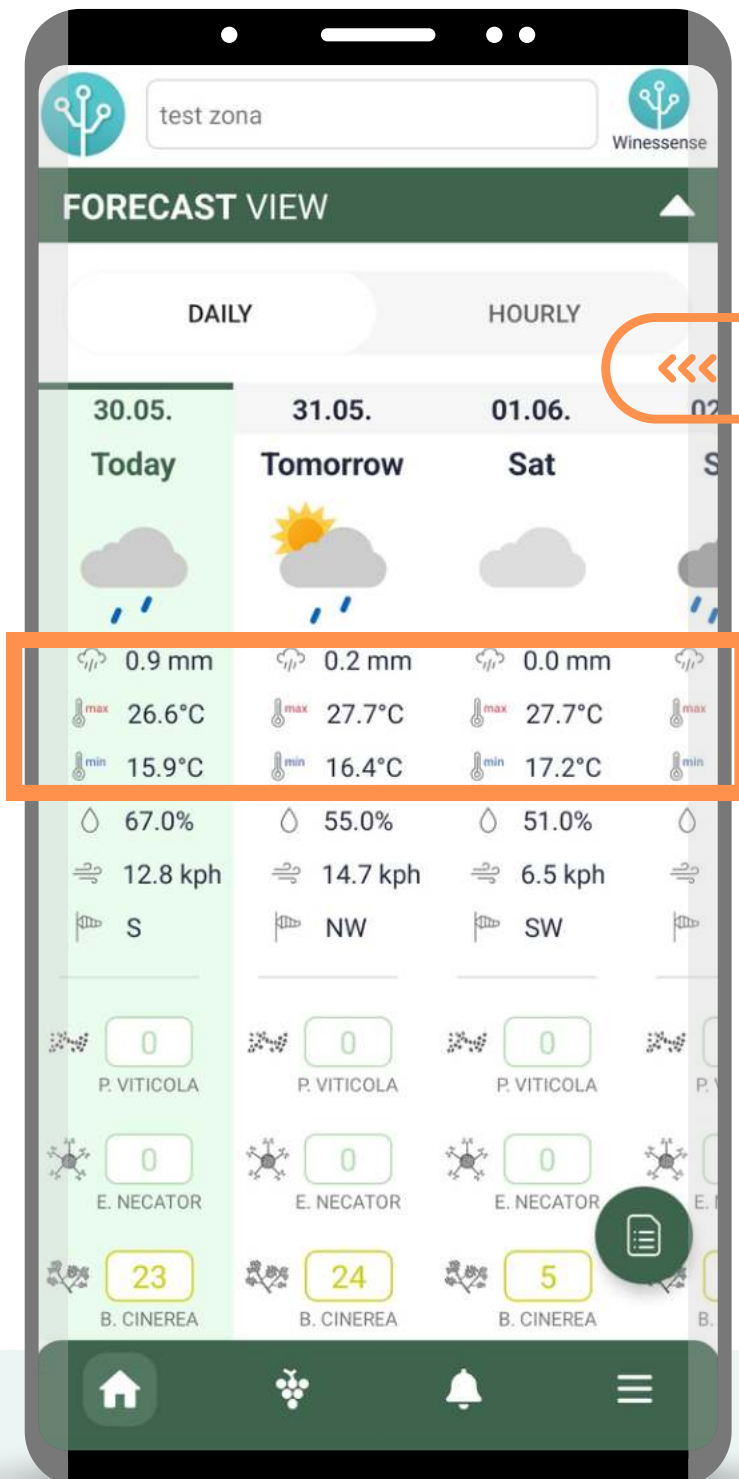 test zona
Winessense
FORECAST VIEW
DAILY HOURLY
<<<
30.05. 31.05. 01.06. 02
Today Tomorrow Sat S
0.9 mm 0.2 mm 0.0 mm
max 26.6°C max 27.7°C max 27.7°C max
min 15.9°C min 16.4°C min 17.2°C min
67.0% 55.0% 51.0%
12.8 kph 14.7 kph 6.5 kph
S NW SW
0 0 0
P. VITICOLA P. VITICOLA P. VITICOLA P. V
0 0 0
E. NECATOR E. NECATOR E. NECATOR E. N
23 24 5
B. CINEREA B. CINEREA B. CINEREA B.